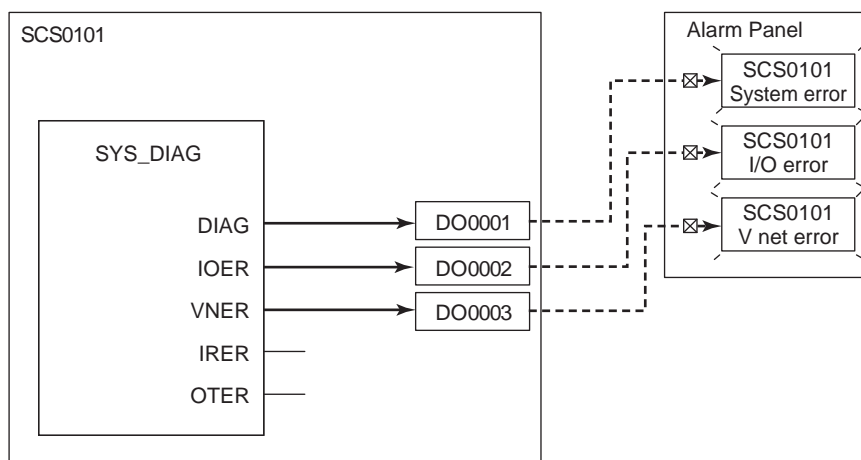 SCS0101
SYS_DIAG
DIAG
IOER
VNER
IRER
OTER
DO0001
DO0002
DO0003
Alarm Panel
SCS0101
System error
SCS0101
I/O error
SCS0101
V net error